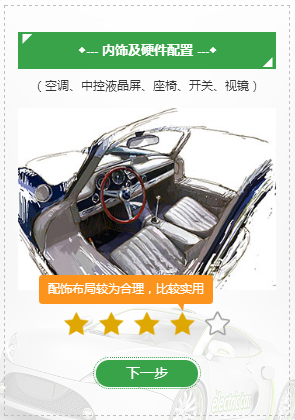 ◆--- 内饰及硬件配置 ---◆
（空调、中控液晶屏、座椅、开关、视镜）
配饰布局较为合理，比较实用
下一步